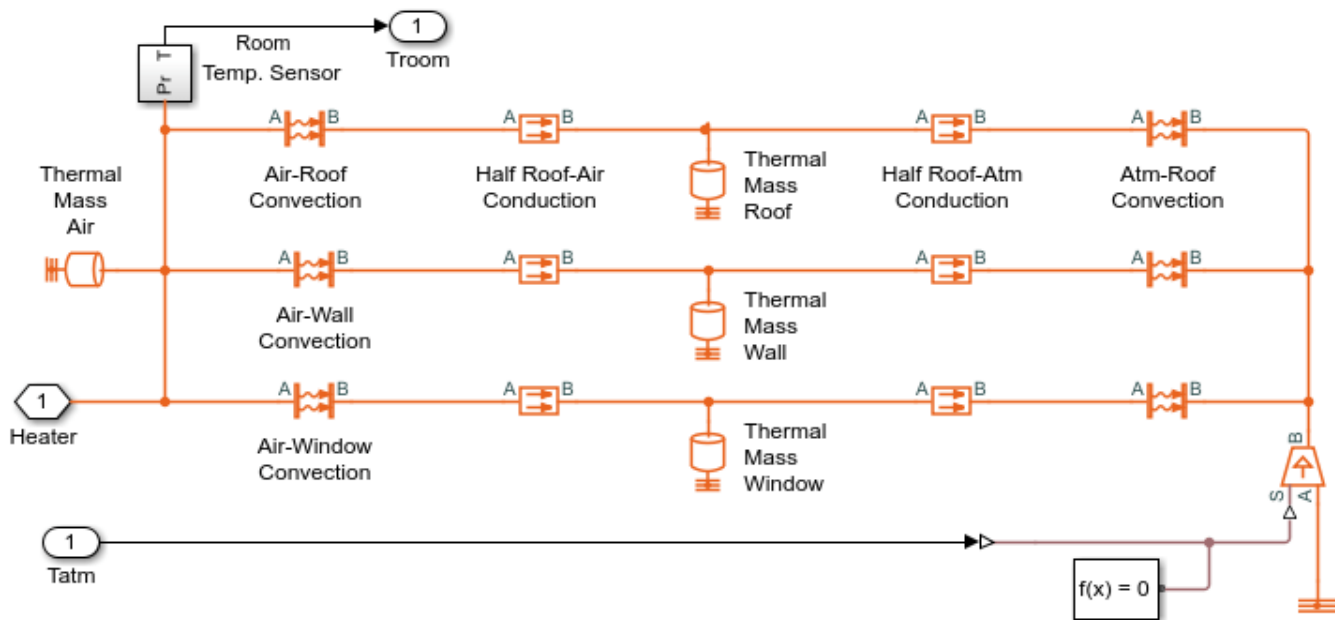 1
Troom
Pr T
Room
Temp. Sensor
A B A B A B A B
Thermal
Mass
Air
Air-Roof
Convection
Half Roof-Air
Conduction
Thermal
Mass
Roof
Half Roof-Atm
Conduction
Atm-Roof
Convection
A B A B A B A B
Air-Wall
Convection
Thermal
Mass
Wall
1
Heater
A B A B A B A B
Air-Window
Convection
Thermal
Mass
Window
B
S A
1
Tatm
f(x) = 0